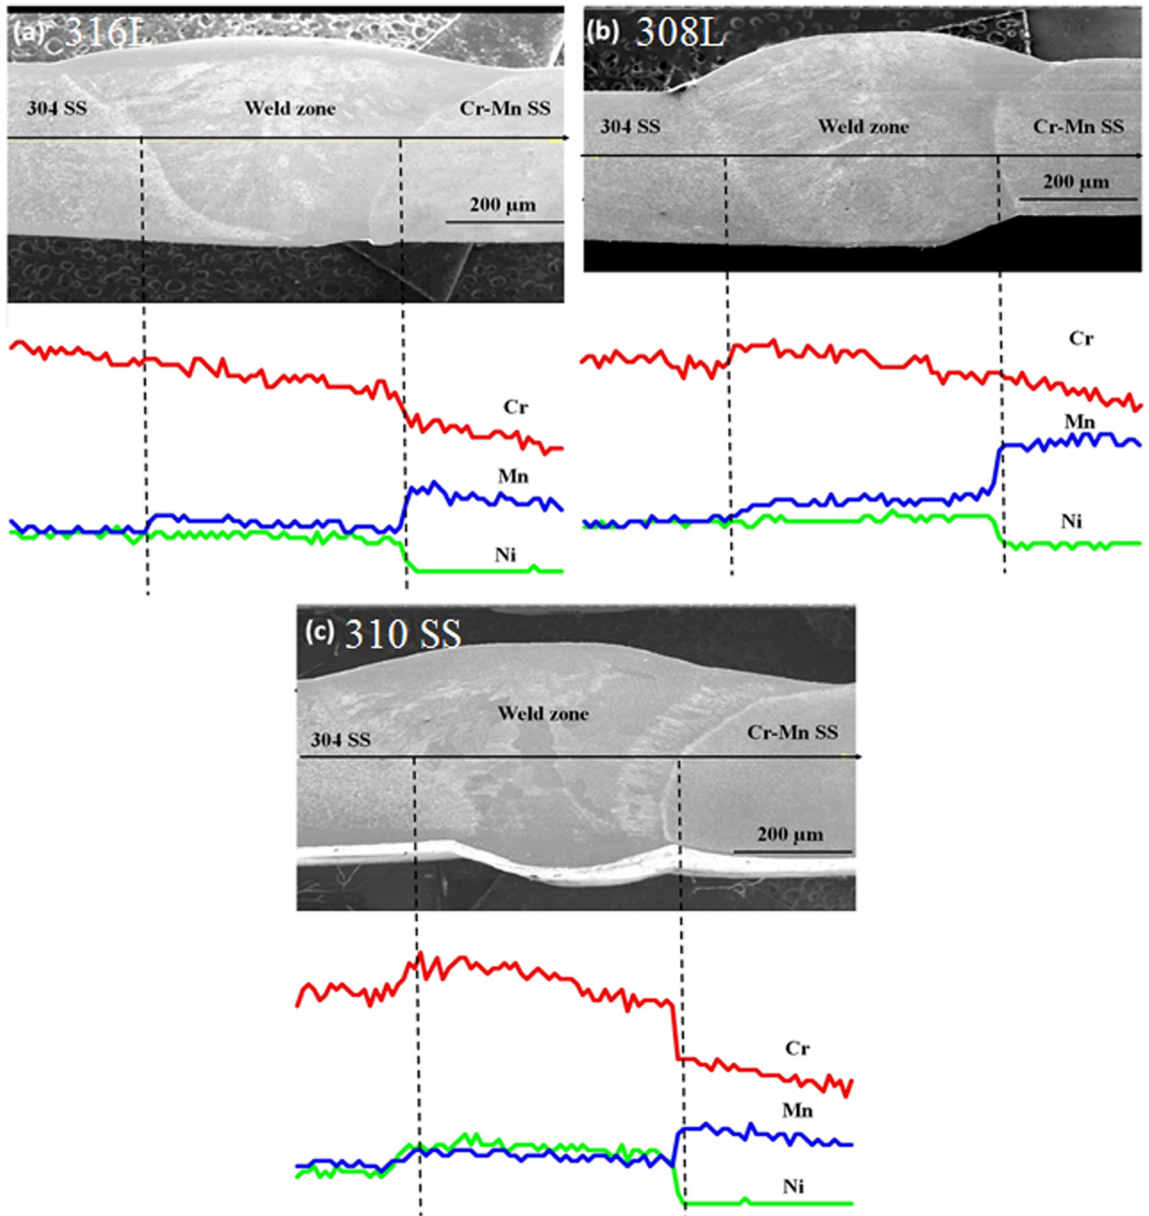 (a) 316L
304 SS
Weld zone
Cr-Mn SS
200 µm
Cr
Mn
Ni
(b) 308L
304 SS
Weld zone
Cr-Mn SS
200 µm
Cr
Mn
Ni
(c) 310 SS
Weld zone
304 SS
Cr-Mn SS
200 µm
Cr
Mn
Ni